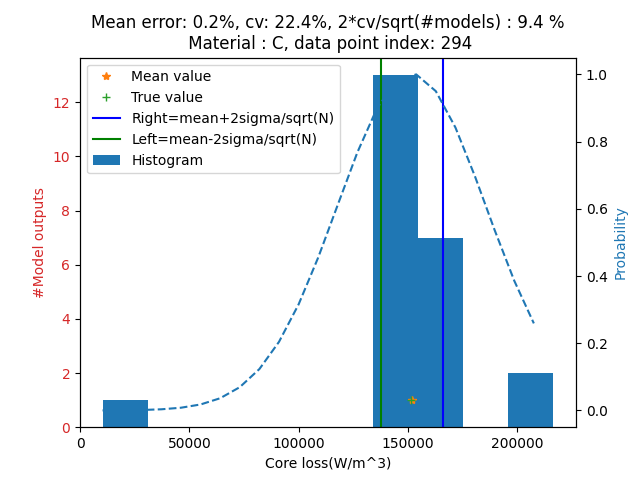 Mean error: 0.2%, cv: 22.4%, 2*cv/sqrt(#models) : 9.4 %
Material : C, data point index: 294
Mean value
True value
Right=mean+2sigma/sqrt(N)
Left=mean-2sigma/sqrt(N)
Histogram
#Model outputs
12
10
8
6
4
2
0
1.0
0.8
0.6
0.4
0.2
0.0
Probability
0
50000
100000
150000
200000
Core loss(W/m^3)